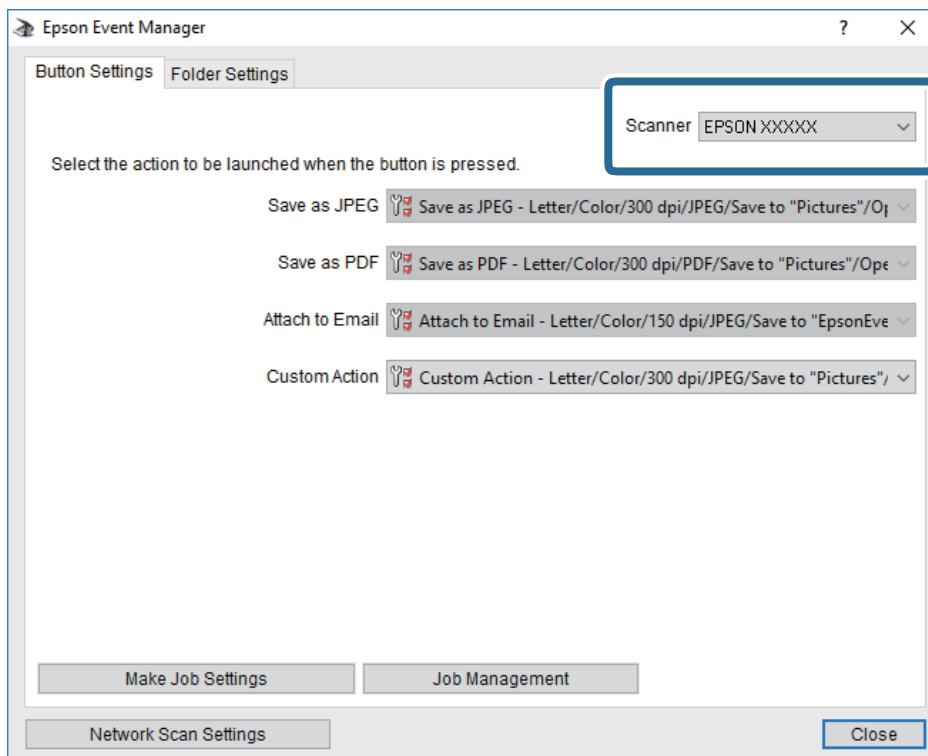 Epson Event Manager
Button Settings Folder Settings
Scanner EPSON XXXXX
Select the action to be launched when the button is pressed.
Save as JPEG Save as JPEG - Letter/Color/300 dpi/JPEG/Save to "Pictures"/Op
Save as PDF Save as PDF - Letter/Color/300 dpi/PDF/Save to "Pictures"/Ope
Attach to Email Attach to Email - Letter/Color/150 dpi/JPEG/Save to "EpsonEve
Custom Action Custom Action - Letter/Color/300 dpi/JPEG/Save to "Pictures"/
Make Job Settings Job Management
Network Scan Settings Close